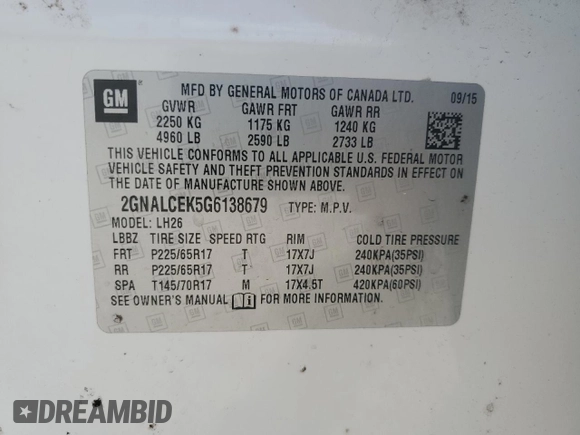 GM
MFD BY GENERAL MOTORS OF CANADA LTD. 09/15
GVWR GAWR FRT GAWR RR
2250 KG 1175 KG 1240 KG
4960 LB 2590 LB 2733 LB
THIS VEHICLE CONFORMS TO ALL APPLICABLE U.S. FEDERAL MOTOR
VEHICLE SAFETY AND THEFT PREVENTION STANDARDS IN EFFECT ON
THE DATE OF MANUFACTURE SHOWN ABOVE.
2GNALCEK5G6138679 TYPE: M.P.V.
MODEL: LH26
LBBZ TIRE SIZE SPEED RTG RIM COLD TIRE PRESSURE
FRT P225/65R17 T 17X7J 240KPA(35PSI)
RR P225/65R17 T 17X7J 240KPA(35PSI)
SPA T145/70R17 M 17X4.5T 420KPA(60PSI)
SEE OWNER'S MANUAL i FOR MORE INFORMATION.
DREAMBID